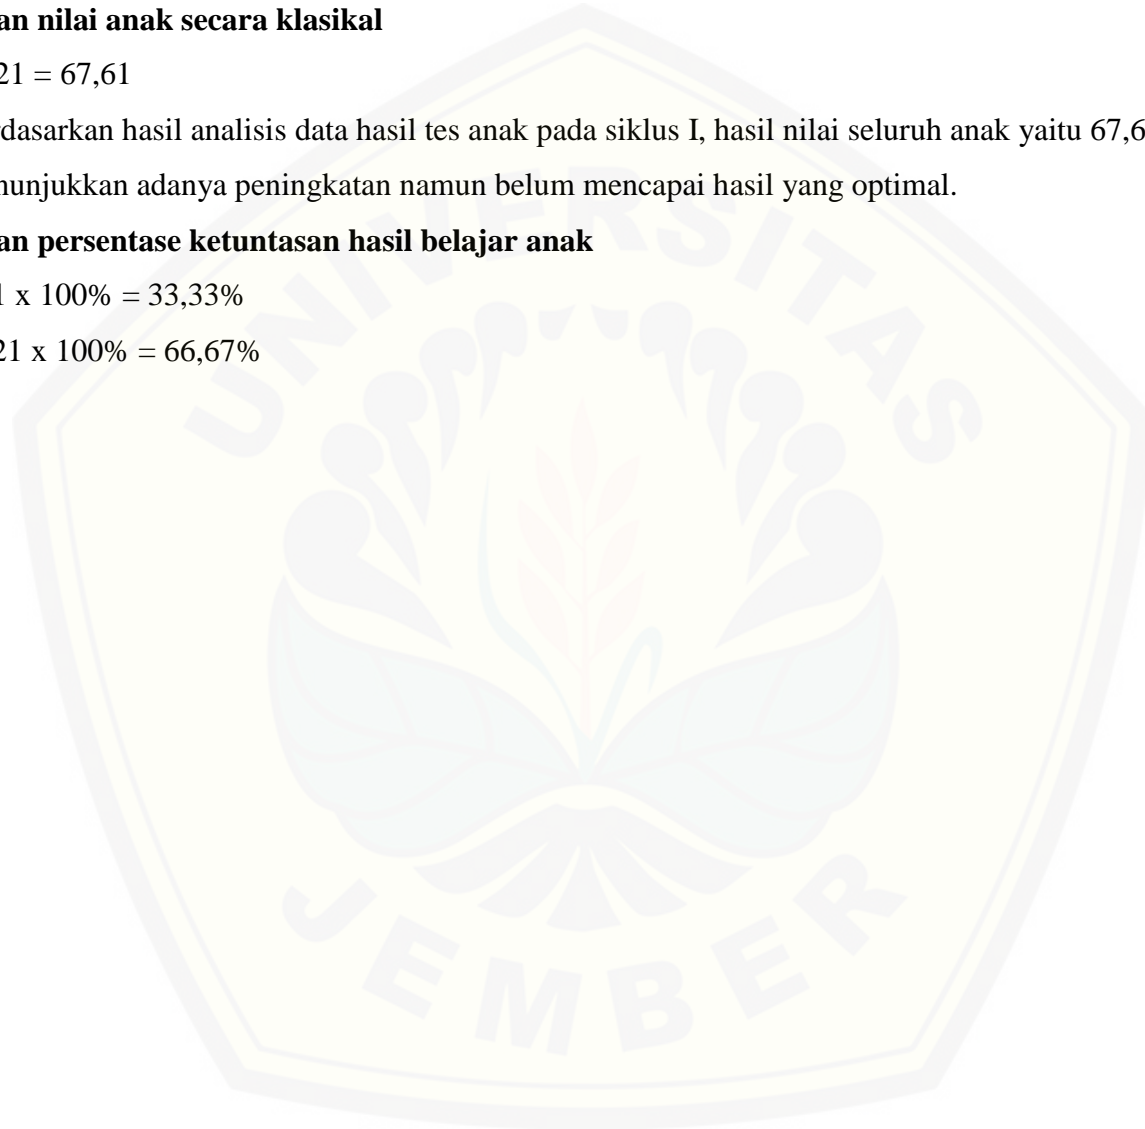 an nilai anak secara klasikal
21 = 67,61
dasarkan hasil analisis data hasil tes anak pada siklus I, hasil nilai seluruh anak yaitu 67,6
nunjukkan adanya peningkatan namun belum mencapai hasil yang optimal.
an persentase ketuntasan hasil belajar anak
1 x 100% = 33,33%
21 x 100% = 66,67%
UNIVERSITAS
JEMBER